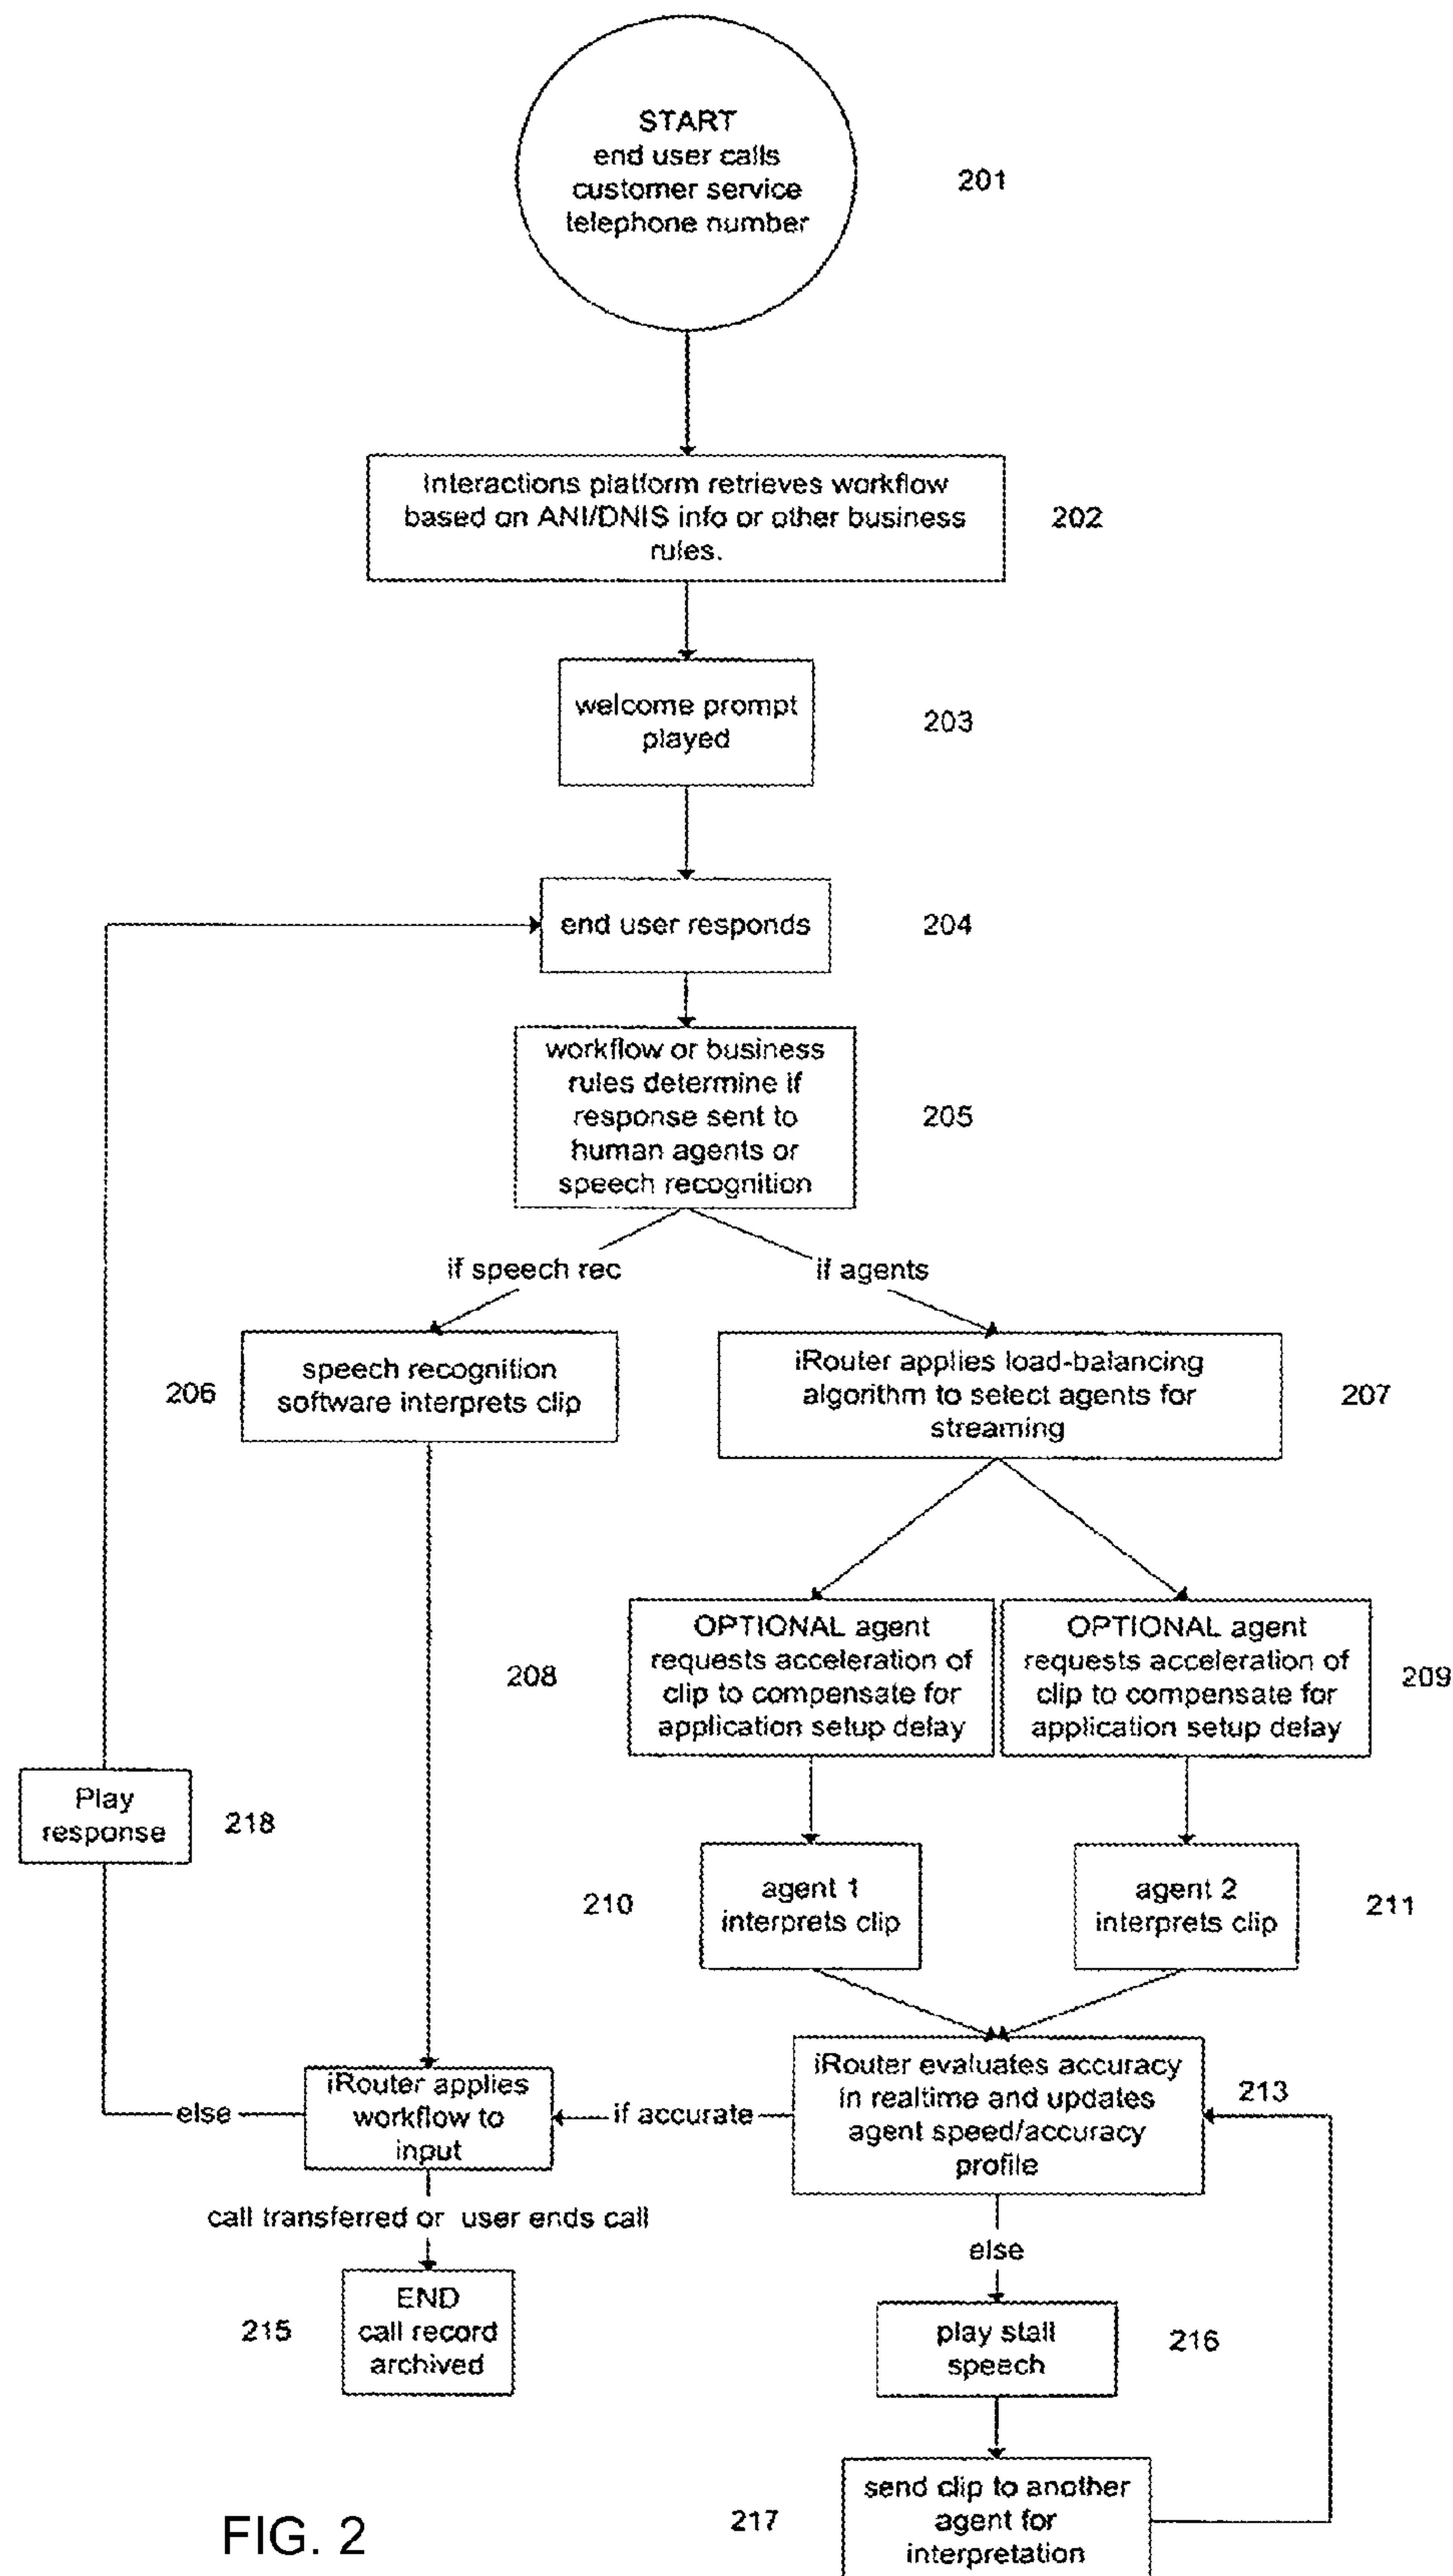 START
end user calls
customer service
telephone number
201
Interactions platform retrieves workflow
based on ANI/DNIS info or other business
rules.
202
welcome prompt
played
203
end user responds
204
workflow or business
rules determine if
response sent to
human agents or
speech recognition
205
if speech rec
if agents
206
speech recognition
software interprets clip
iRouter applies load-balancing
algorithm to select agents for
streaming
207
208
OPTIONAL agent
requests acceleration of
clip to compensate for
application setup delay
OPTIONAL agent
requests acceleration of
clip to compensate for
application setup delay
209
Play
response
218
210
agent 1
interprets clip
agent 2
interprets clip
211
else
iRouter applies
workflow to
input
if accurate
iRouter evaluates accuracy
in realtime and updates
agent speed/accuracy
profile
213
call transferred or user ends call
else
215
END
call record
archived
play stall
speech
216
217
send clip to another
agent for
interpretation
FIG. 2